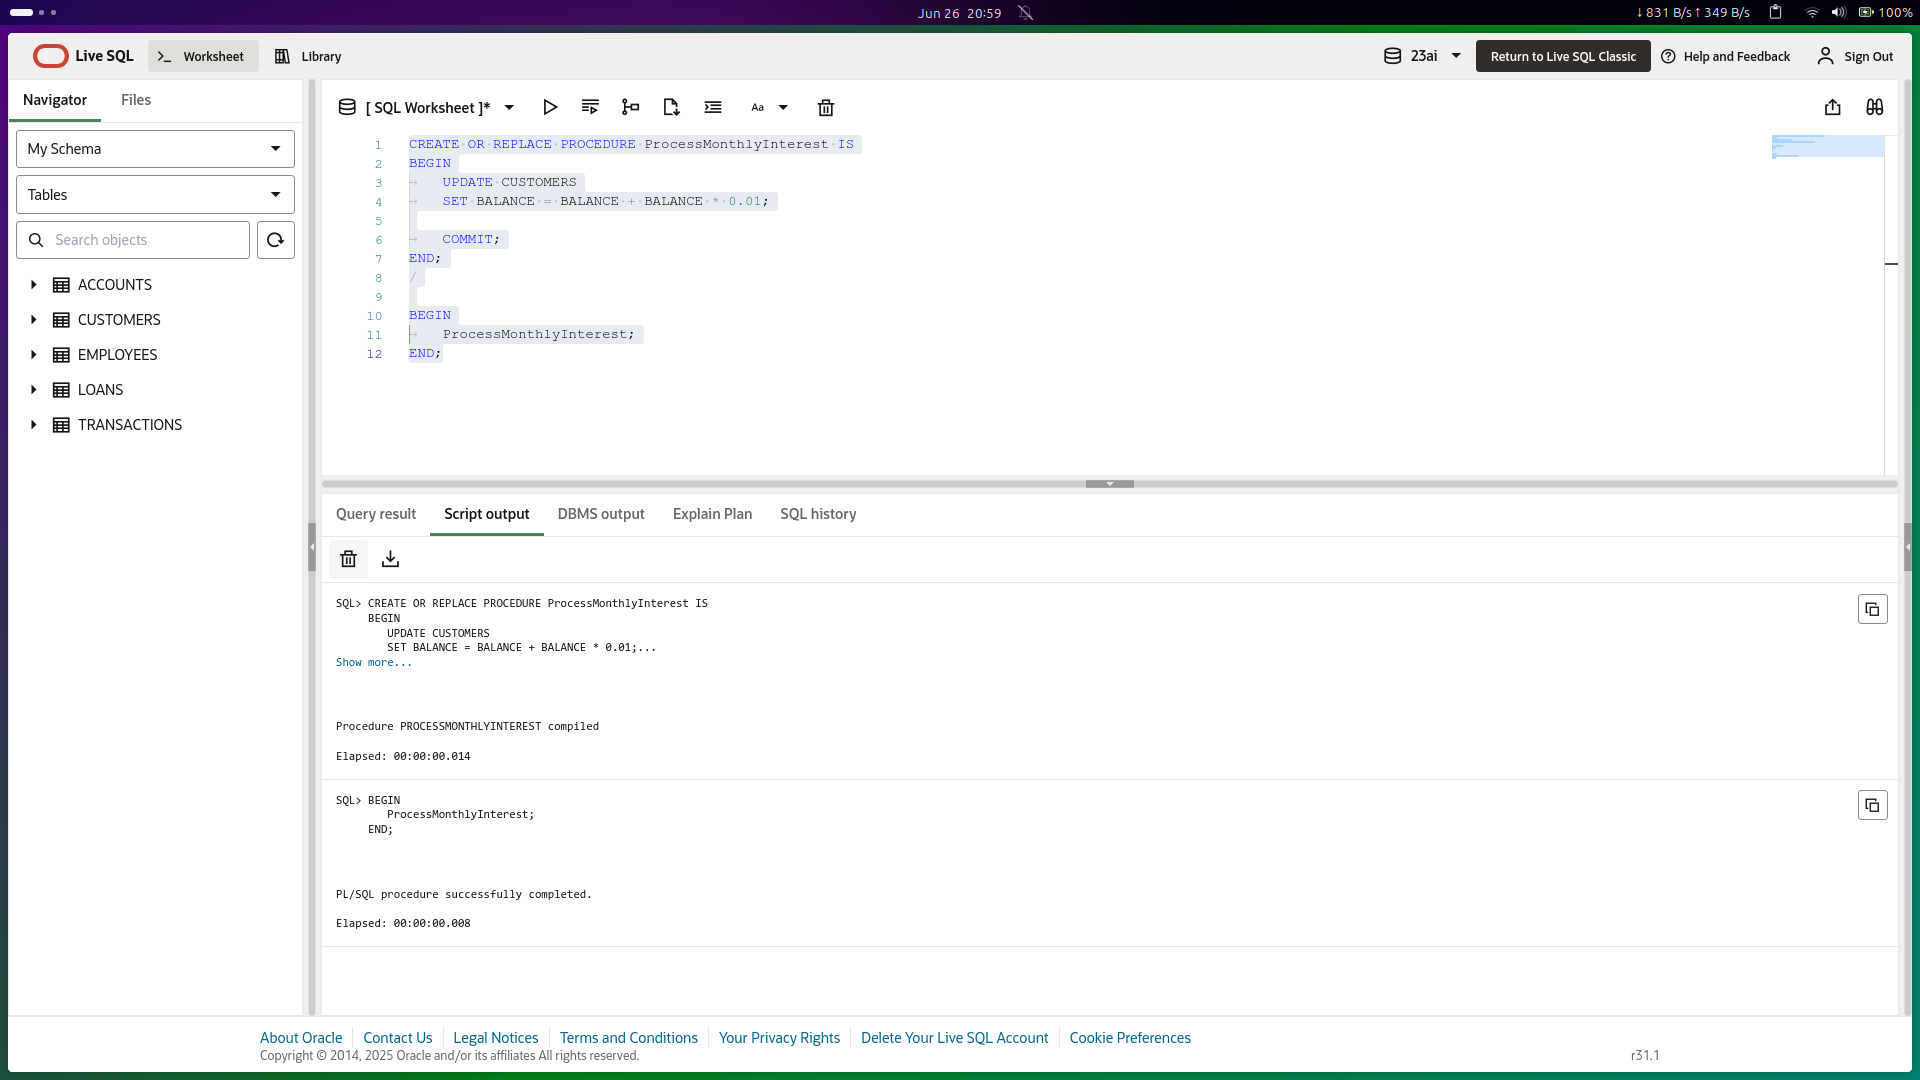 Jun 26 20:59
↓831 B/s↑349 B/s
100%
Live SQL
Worksheet
Library
23ai
Return to Live SQL Classic
Help and Feedback
Sign Out
Navigator
Files
My Schema
Tables
Search objects
ACCOUNTS
CUSTOMERS
EMPLOYEES
LOANS
TRANSACTIONS
[ SQL Worksheet ]*
Aa
1 CREATE OR REPLACE PROCEDURE ProcessMonthlyInterest IS
2 BEGIN
3 UPDATE CUSTOMERS
4 SET BALANCE = BALANCE + BALANCE * 0.01;
5
6 COMMIT;
7 END;
8 /
9
10 BEGIN
11 ProcessMonthlyInterest;
12 END;
Query result
Script output
DBMS output
Explain Plan
SQL history
SQL> CREATE OR REPLACE PROCEDURE ProcessMonthlyInterest IS
BEGIN
UPDATE CUSTOMERS
SET BALANCE = BALANCE + BALANCE * 0.01;...
Show more...
Procedure PROCESSMONTHLYINTEREST compiled
Elapsed: 00:00:00.014
SQL> BEGIN
ProcessMonthlyInterest;
END;
PL/SQL procedure successfully completed.
Elapsed: 00:00:00.008
About Oracle
Contact Us
Legal Notices
Terms and Conditions
Your Privacy Rights
Delete Your Live SQL Account
Cookie Preferences
Copyright © 2014, 2025 Oracle and/or its affiliates All rights reserved.
r31.1